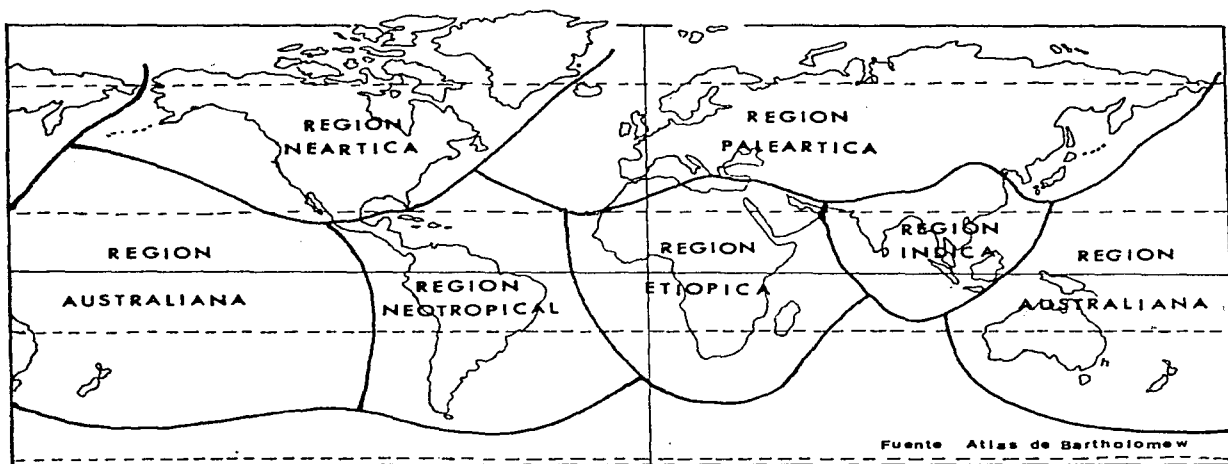 REGION
NEARTICA
REGION
PALEARTICA
REGION
AUSTRALIANA
REGION
NEOTROPICAL
REGION
ETIOPICA
REGION
INDICA
REGION
AUSTRALIANA
Fuente Atlas de Bartholomew